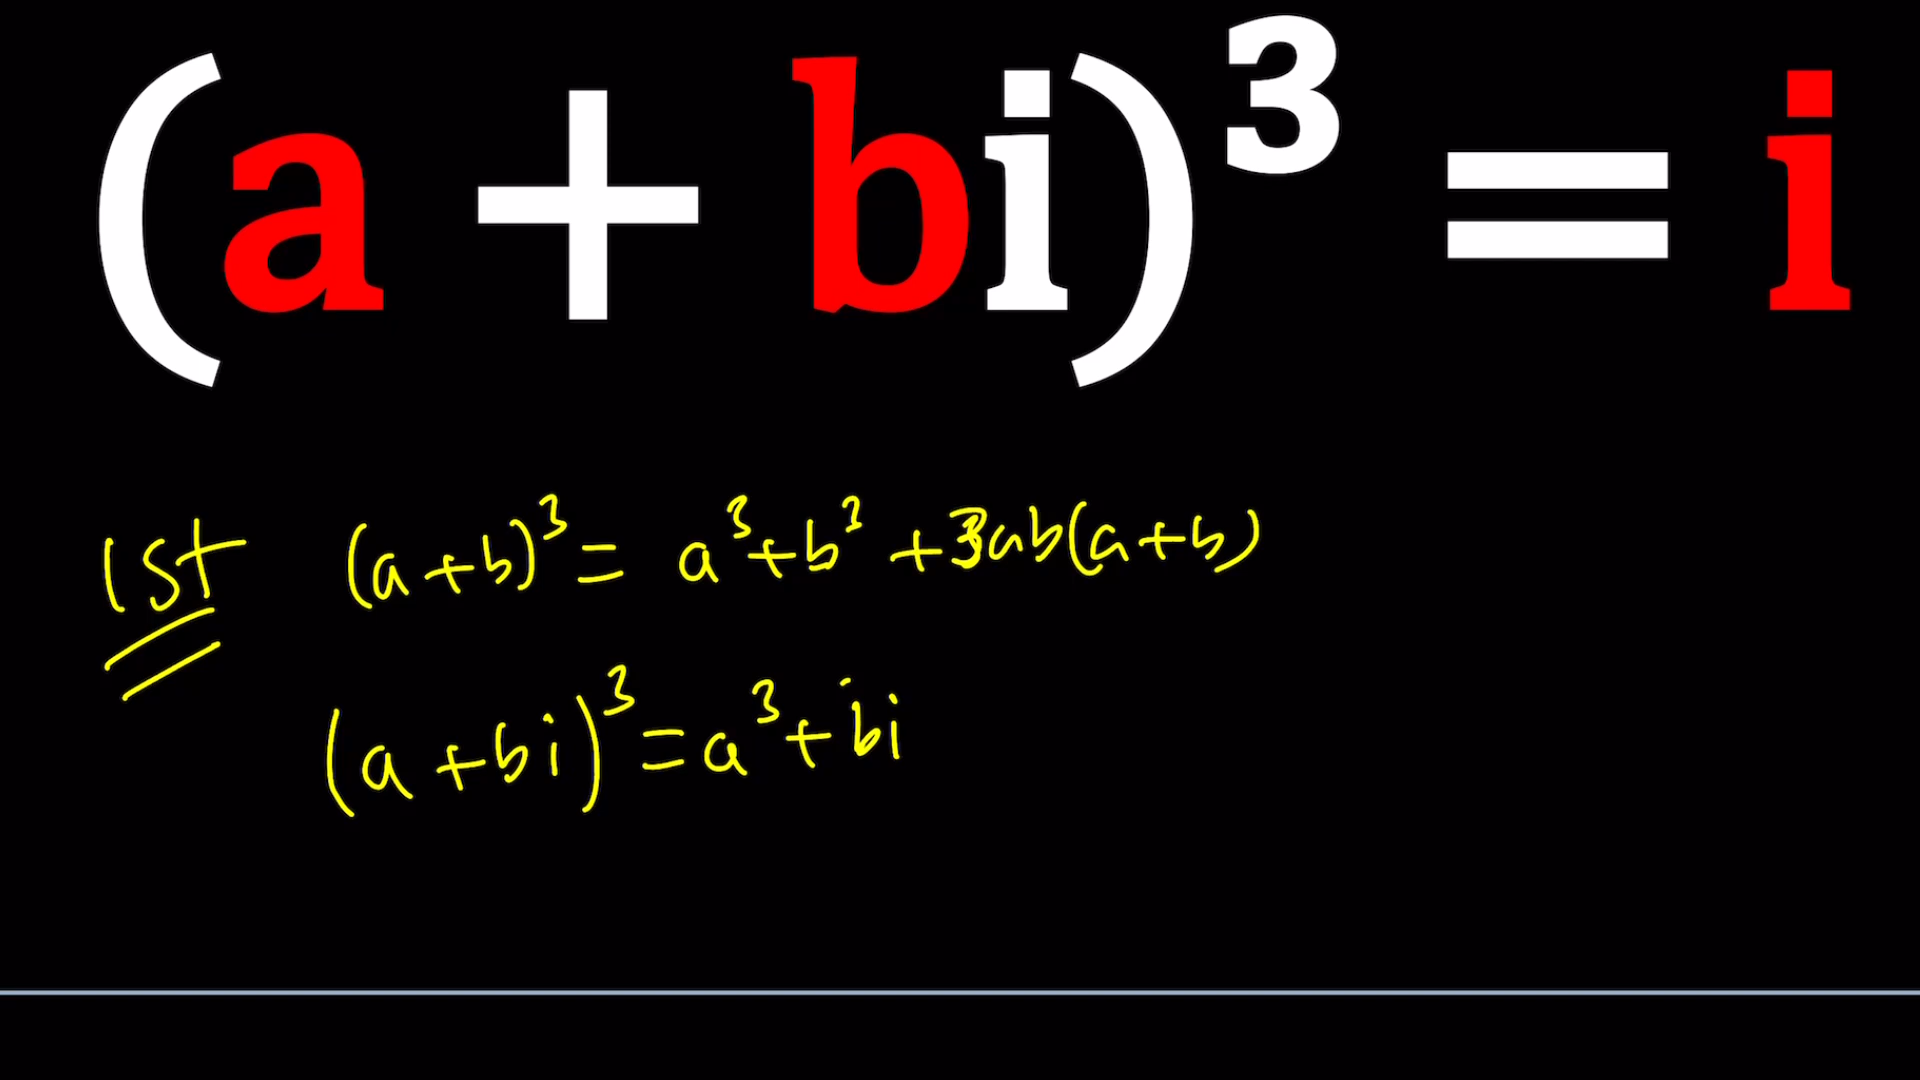 (a + bi)³ = i
1st (a+b)³ = a³+b³ +3ab(a+b)
(a+bi)³=a³+bi